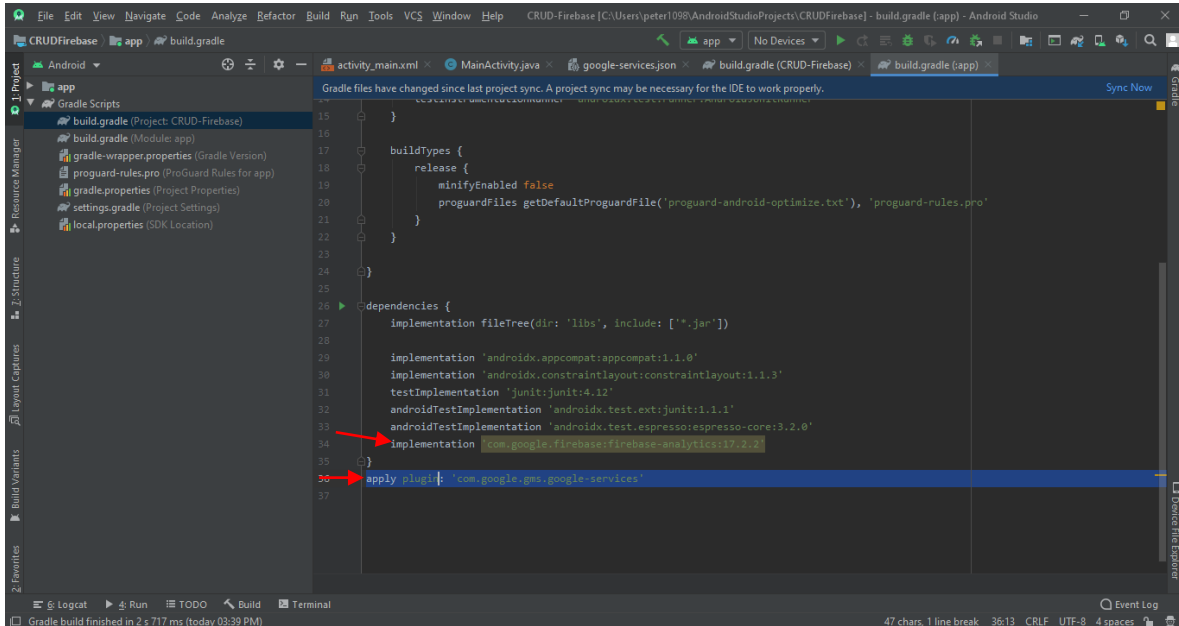 File Edit View Navigate Code Analyze Refactor Build Run Tools VCS Window Help CRUD-Firebase [C:\Users\peter1098\AndroidStudioProjects\CRUDFirebase] - build.gradle (:app) - Android Studio
CRUDFirebase app build.gradle app No Devices
1: Project
Resource Manager
7: Structure
Layout Captures
Build Variants
2: Favorites
Android
app
Gradle Scripts
build.gradle (Project: CRUD-Firebase)
build.gradle (Module: app)
gradle-wrapper.properties (Gradle Version)
proguard-rules.pro (ProGuard Rules for app)
gradle.properties (Project Properties)
settings.gradle (Project Settings)
local.properties (SDK Location)
activity_main.xml MainActivity.java google-services.json build.gradle (CRUD-Firebase) build.gradle (:app)
Gradle files have changed since last project sync. A project sync may be necessary for the IDE to work properly. Sync Now
14 testInstrumentationRunner "androidx.test.runner.AndroidJUnitRunner"
15 }
16
17 buildTypes {
18 release {
19 minifyEnabled false
20 proguardFiles getDefaultProguardFile('proguard-android-optimize.txt'), 'proguard-rules.pro'
21 }
22 }
23
24 }
25
26 dependencies {
27 implementation fileTree(dir: 'libs', include: ['*.jar'])
28
29 implementation 'androidx.appcompat:appcompat:1.1.0'
30 implementation 'androidx.constraintlayout:constraintlayout:1.1.3'
31 testImplementation 'junit:junit:4.12'
32 androidTestImplementation 'androidx.test.ext:junit:1.1.1'
33 androidTestImplementation 'androidx.test.espresso:espresso-core:3.2.0'
34 implementation 'com.google.firebase:firebase-analytics:17.2.2'
35 }
36 apply plugin: 'com.google.gms.google-services'
37
Gradle
Device File Explorer
6: Logcat 4: Run TODO Build Terminal Event Log
Gradle build finished in 2 s 717 ms (today 03:39 PM) 47 chars, 1 line break 36:13 CRLF UTF-8 4 spaces